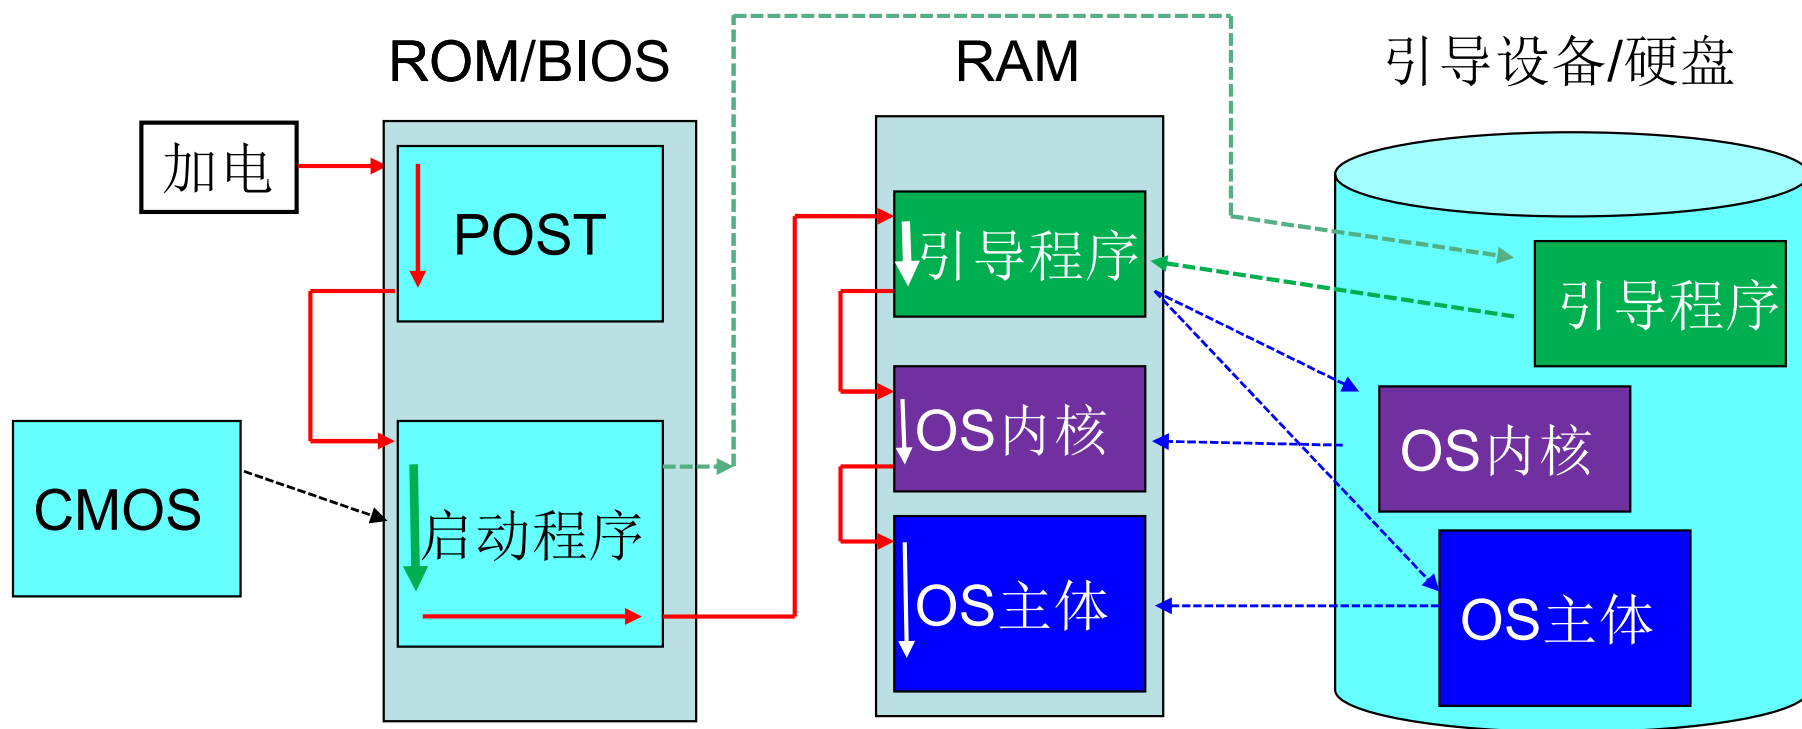 ROM/BIOS
RAM
引导设备/硬盘
加电
POST
引导程序
引导程序
CMOS
启动程序
OS内核
OS内核
OS主体
OS主体